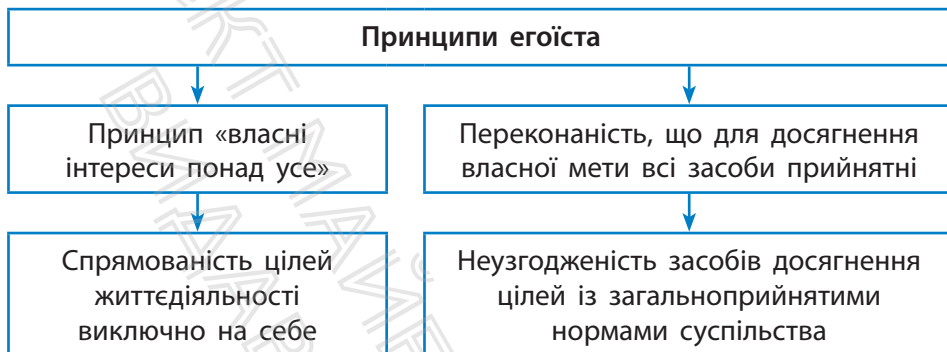 Принципи егоїста
Принцип «власні
інтереси понад усе»
Переконаність, що для досягнення
власної мети всі засоби прийнятні
Спрямованість цілей
життєдіяльності
виключно на себе
Неузгодженість засобів досягнення
цілей із загальноприйнятими
нормами суспільства